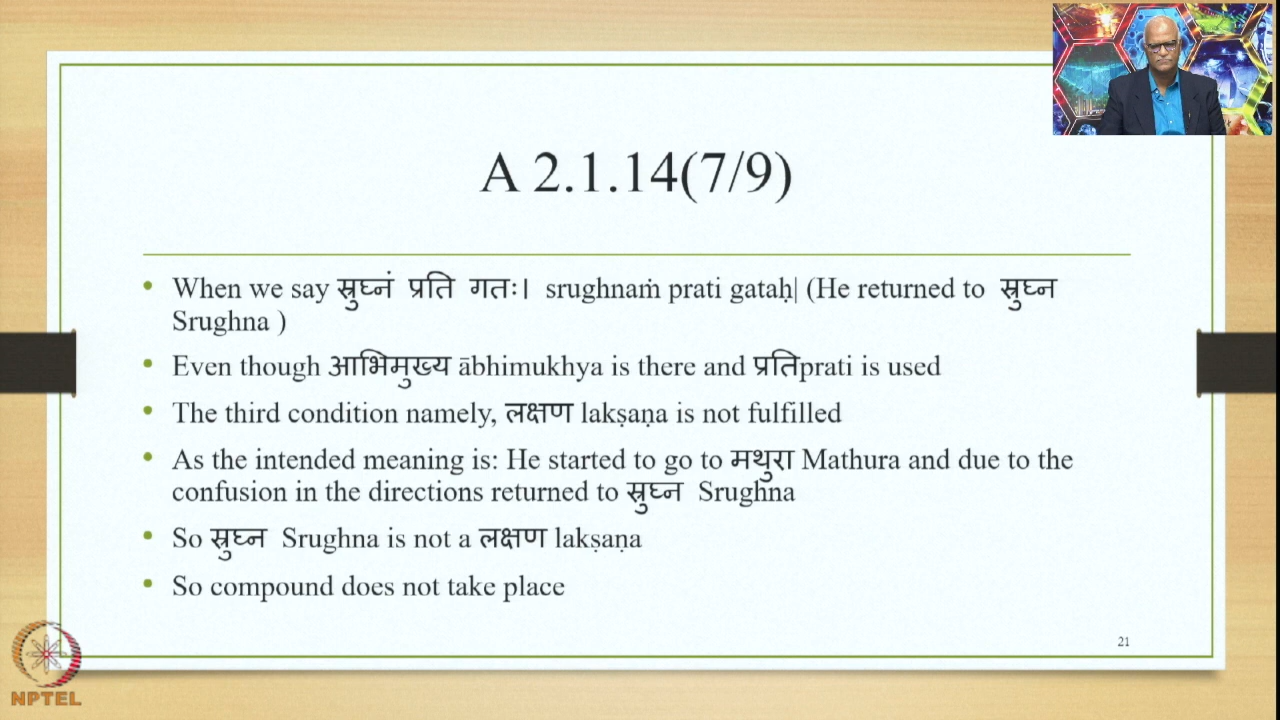 A 2.1.14(7/9)
• When we say स्रुघ्नं प्रति गतः। srughnaṁ prati gataḥ| (He returned to स्रुघ्न
Srughna )
• Even though आभिमुख्य ābhimukhya is there and प्रतिprati is used
• The third condition namely, लक्षण lakṣaṇa is not fulfilled
• As the intended meaning is: He started to go to मथुरा Mathura and due to the
confusion in the directions returned to स्रुघ्न Srughna
• So स्रुघ्न Srughna is not a लक्षण lakṣaṇa
• So compound does not take place
21
NPTEL